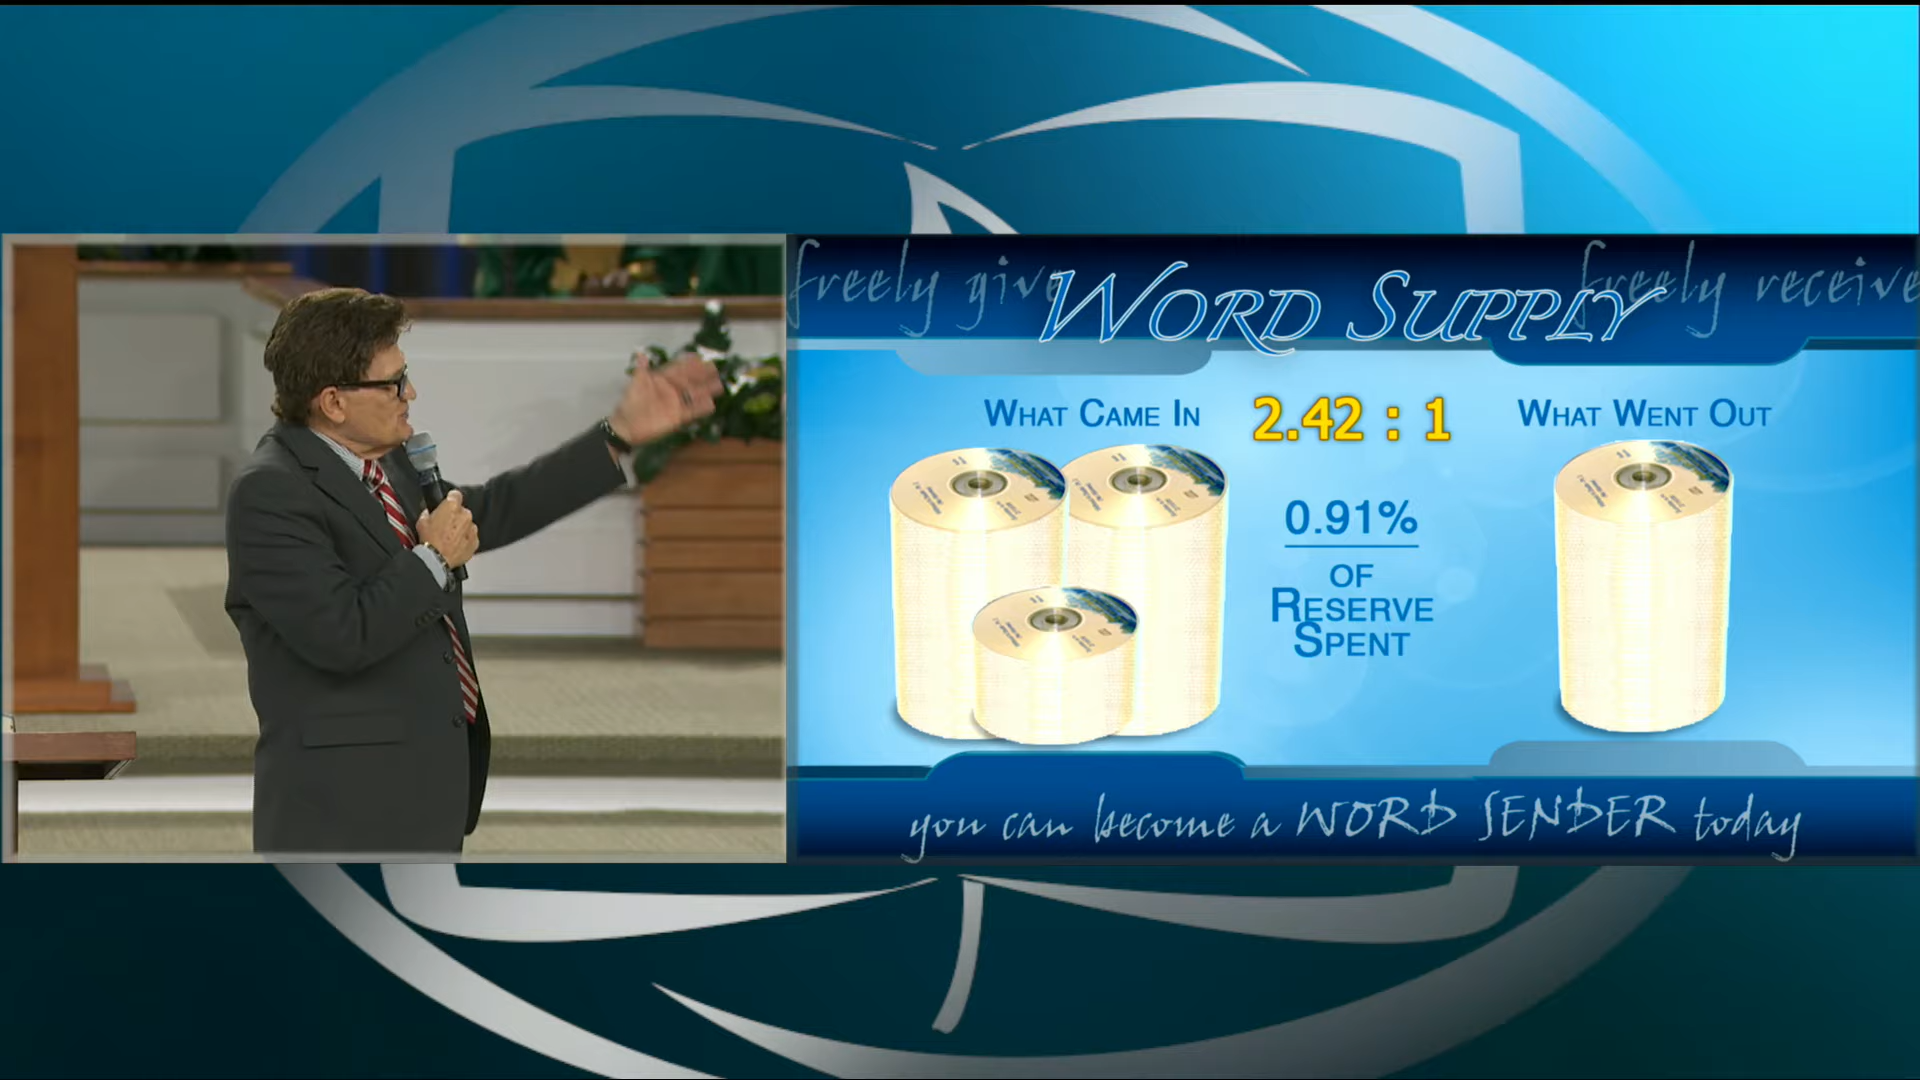 freely give
freely receive
WORD SUPPLY
WHAT CAME IN
2.42 : 1
WHAT WENT OUT
0.91%
OF
RESERVE
SPENT
you can become a WORD SENDER today